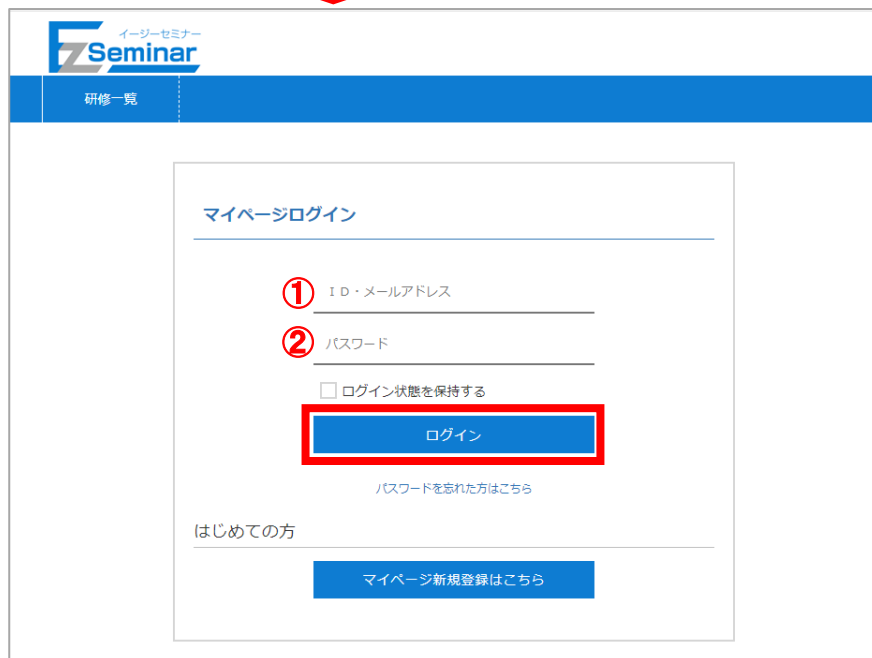 イージーセミナー
EZ Seminar
研修一覧
マイページログイン
① ＩＤ・メールアドレス
② パスワード
ログイン状態を保持する
ログイン
パスワードを忘れた方はこちら
はじめての方
マイページ新規登録はこちら